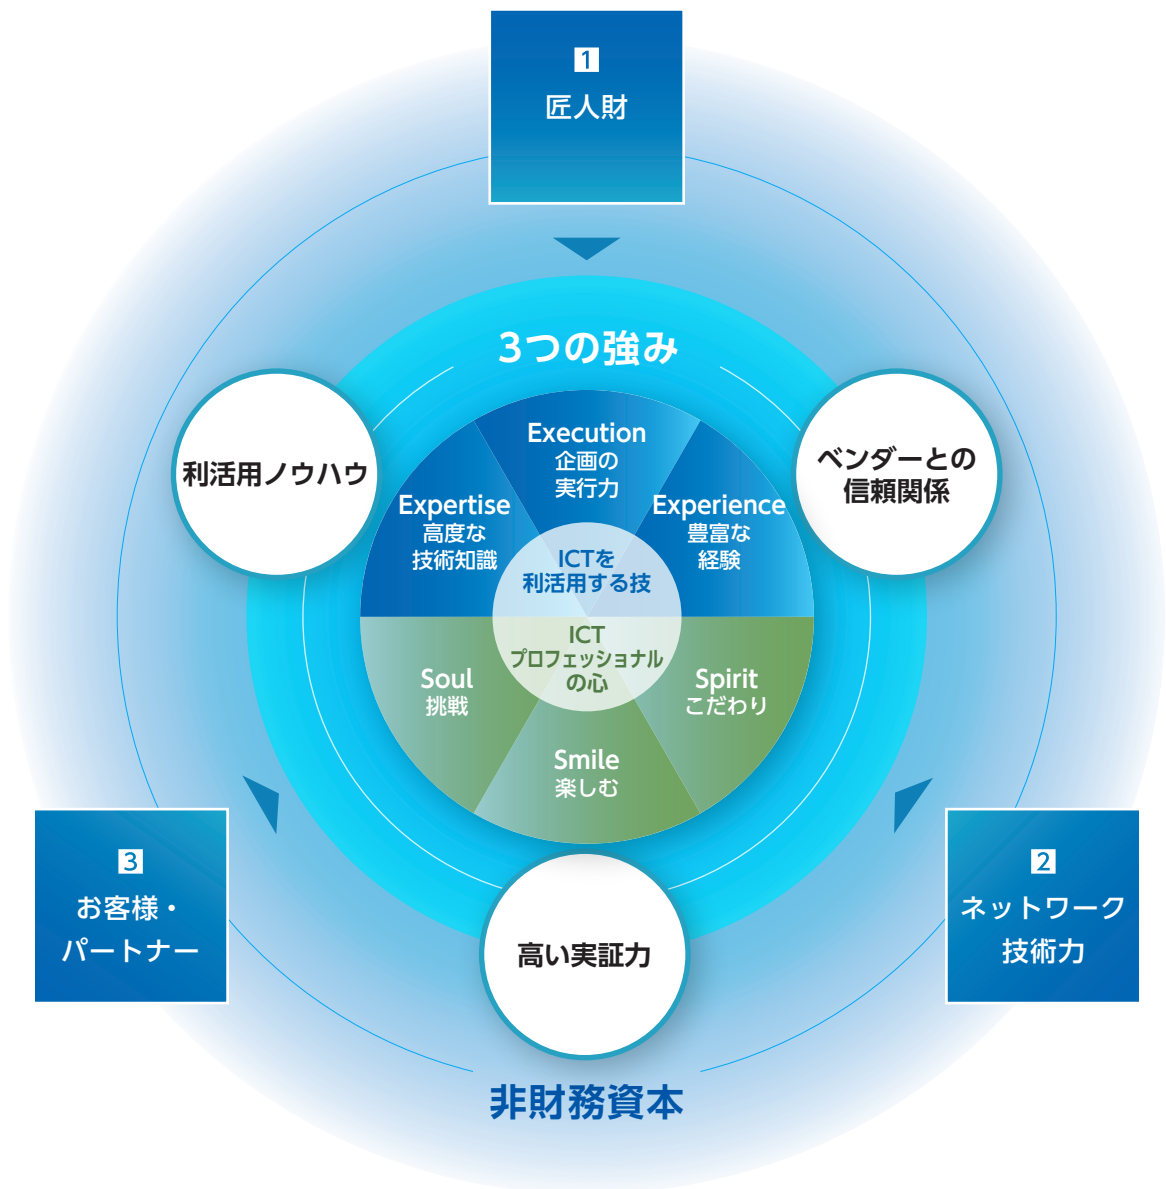 1
匠人財
3つの強み
利活用ノウハウ
ベンダーとの
信頼関係
Execution
企画の
実行力
Expertise
高度な
技術知識
Experience
豊富な
経験
ICTを
利活用する技
ICT
プロフェッショナル
の心
Soul
挑戦
Spirit
こだわり
Smile
楽しむ
3
お客様・
パートナー
2
ネットワーク
技術力
高い実証力
非財務資本